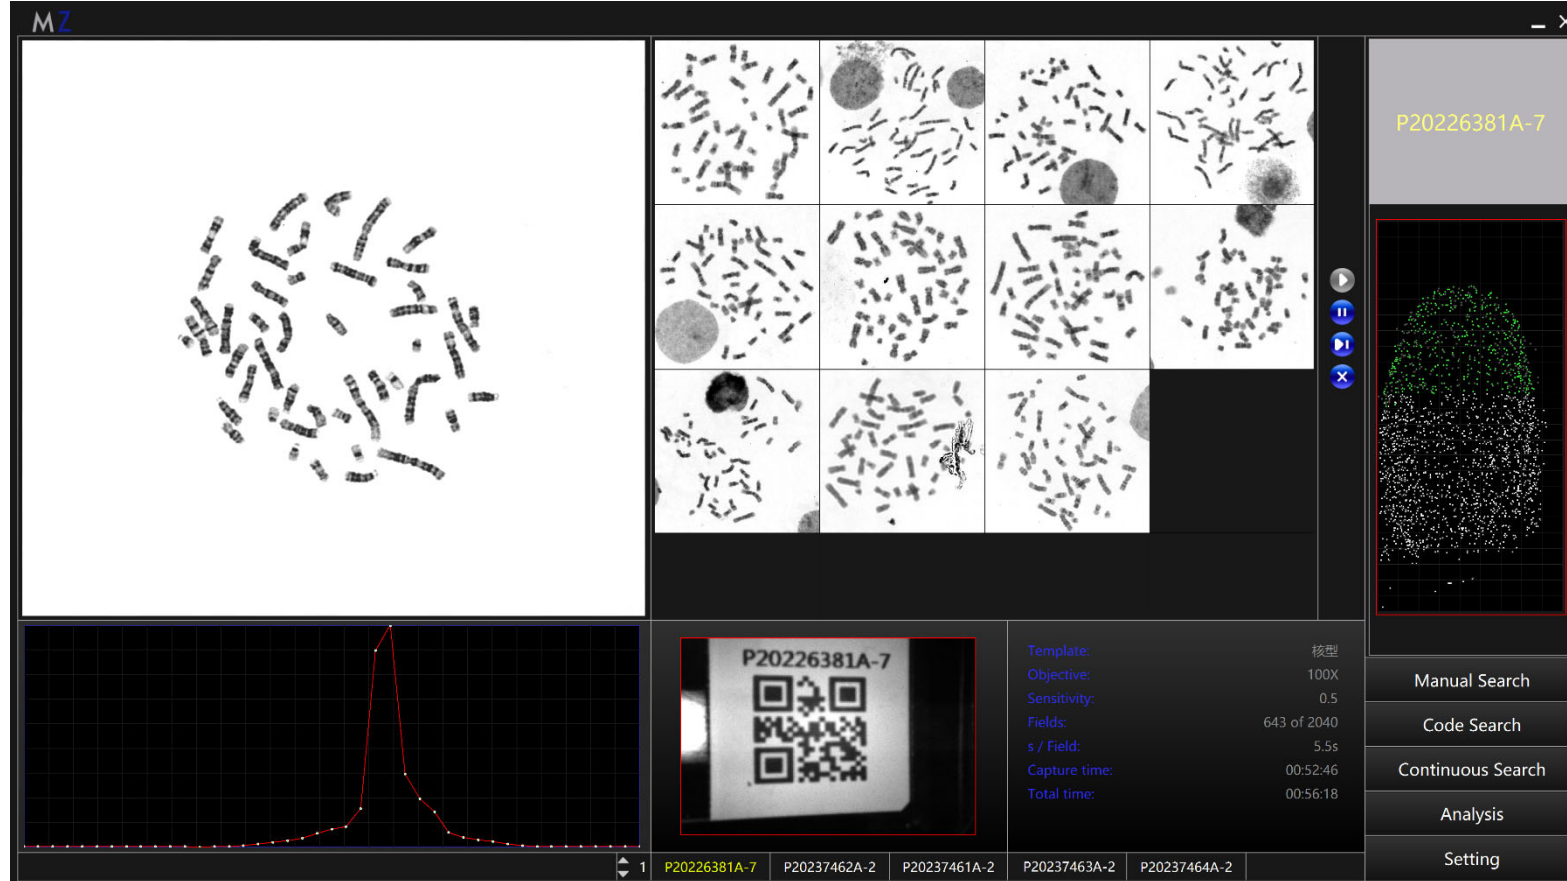 MZ
P20226381A-7
P20226381A-7
Template: 核型
Objective: 100X
Sensitivity: 0.5
Fields: 643 of 2040
s / Field: 5.5s
Capture time: 00:52:46
Total time: 00:56:18
Manual Search
Code Search
Continuous Search
Analysis
Setting
1
P20226381A-7
P20237462A-2
P20237461A-2
P20237463A-2
P20237464A-2